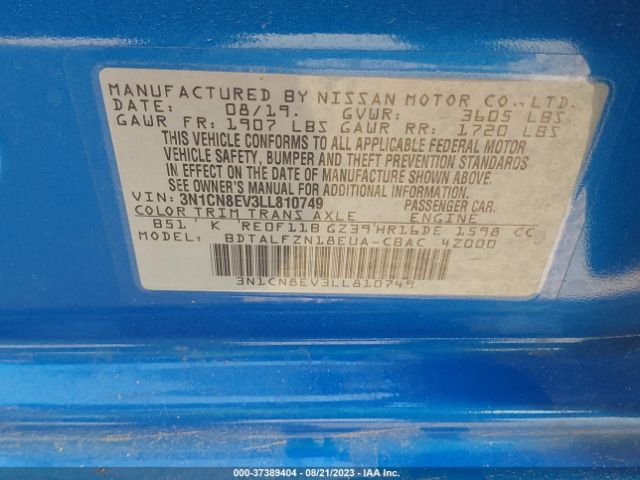 MANUFACTURED BY NISSAN MOTOR CO., LTD.
DATE: 08/19. GVWR: 3605 LBS
GAWR FR: 1907 LBS GAWR RR: 1720 LBS
THIS VEHICLE CONFORMS TO ALL APPLICABLE FEDERAL MOTOR
VEHICLE SAFETY, BUMPER AND THEFT PREVENTION STANDARDS
IN EFFECT ON THE DATE OF MANUFACTURE SHOWN ABOVE.
SEE OWNER'S MANUAL FOR ADDITIONAL INFORMATION.
VIN: 3N1CN8EV3LL810749 PASSENGER CAR.
COLOR TRIM TRANS AXLE ENGINE
B51 K RE0F11B GZ39 HR16DE 1598 CC
MODEL: BDTALFZN18EUA-CBAC 42000
3N1CN8EV3LL810749
000-37389404 | 08/21/2023 | IAA Inc.